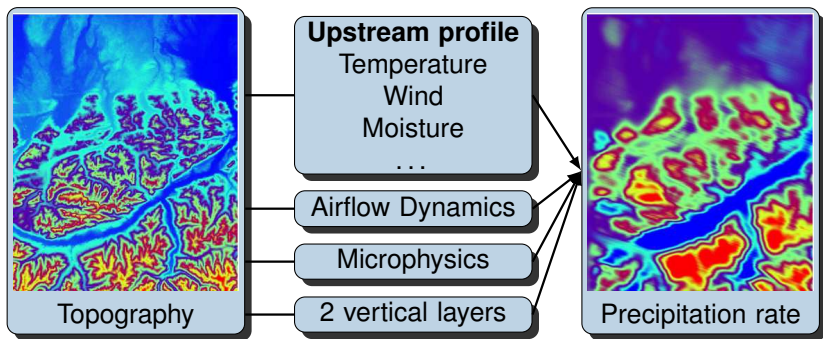 Topography
Upstream profile
Temperature
Wind
Moisture
...
Airflow Dynamics
Microphysics
2 vertical layers
Precipitation rate